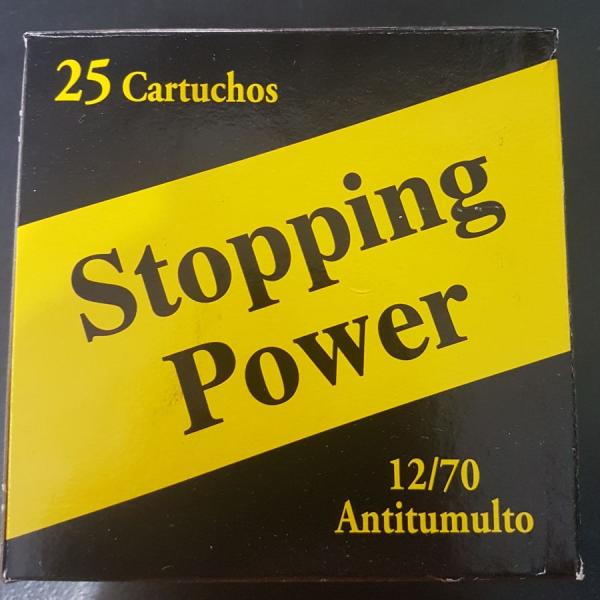 25 Cartuchos
Stopping
Power
12/70
Antitumulto